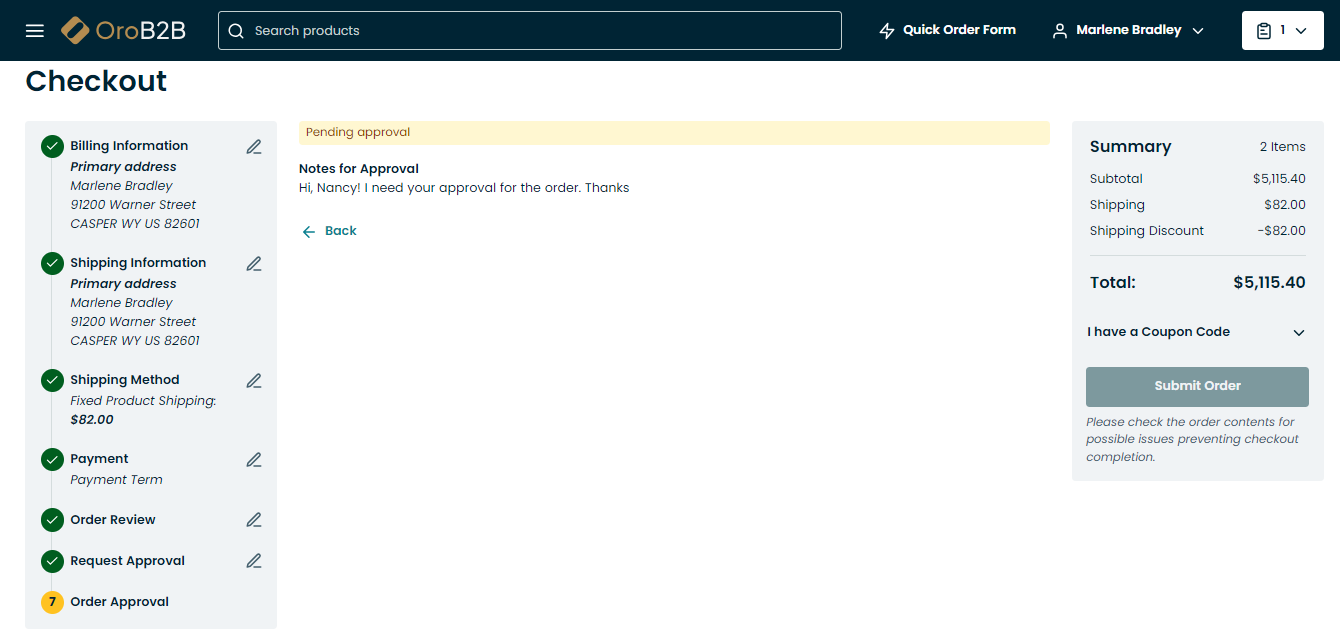 OroB2B
Search products
Quick Order Form
Marlene Bradley
1
Checkout
Billing Information
Primary address
Marlene Bradley
91200 Warner Street
CASPER WY US 82601
Shipping Information
Primary address
Marlene Bradley
91200 Warner Street
CASPER WY US 82601
Shipping Method
Fixed Product Shipping:
$82.00
Payment
Payment Term
Order Review
Request Approval
7 Order Approval
Pending approval
Notes for Approval
Hi, Nancy! I need your approval for the order. Thanks
Back
Summary 2 Items
Subtotal $5,115.40
Shipping $82.00
Shipping Discount -$82.00
Total: $5,115.40
I have a Coupon Code
Submit Order
Please check the order contents for
possible issues preventing checkout
completion.